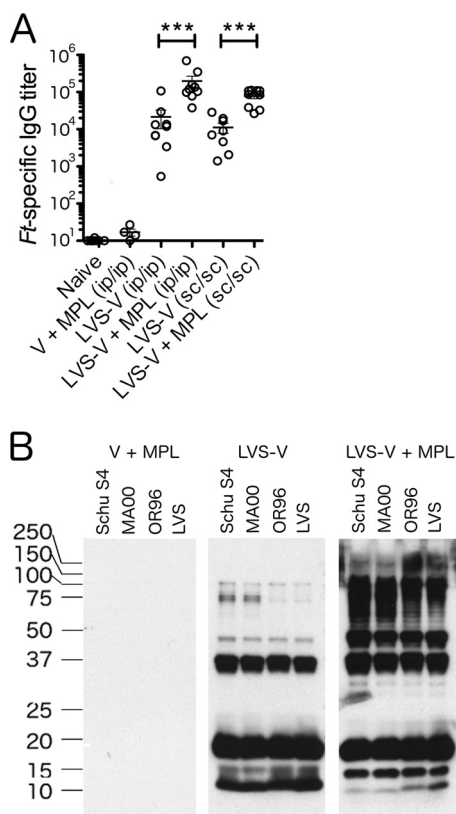 A
*** ***
Ft-specific IgG titer
10^6
10^5
10^4
10^3
10^2
10^1
Naive
V + MPL (ip/ip)
LVS-V (ip/ip)
LVS-V + MPL (ip/ip)
LVS-V (sc/sc)
LVS-V + MPL (sc/sc)
B
V + MPL LVS-V LVS-V + MPL
Schu S4 MA00 OR96 LVS Schu S4 MA00 OR96 LVS Schu S4 MA00 OR96 LVS
250
150
100
75
50
37
25
20
15
10